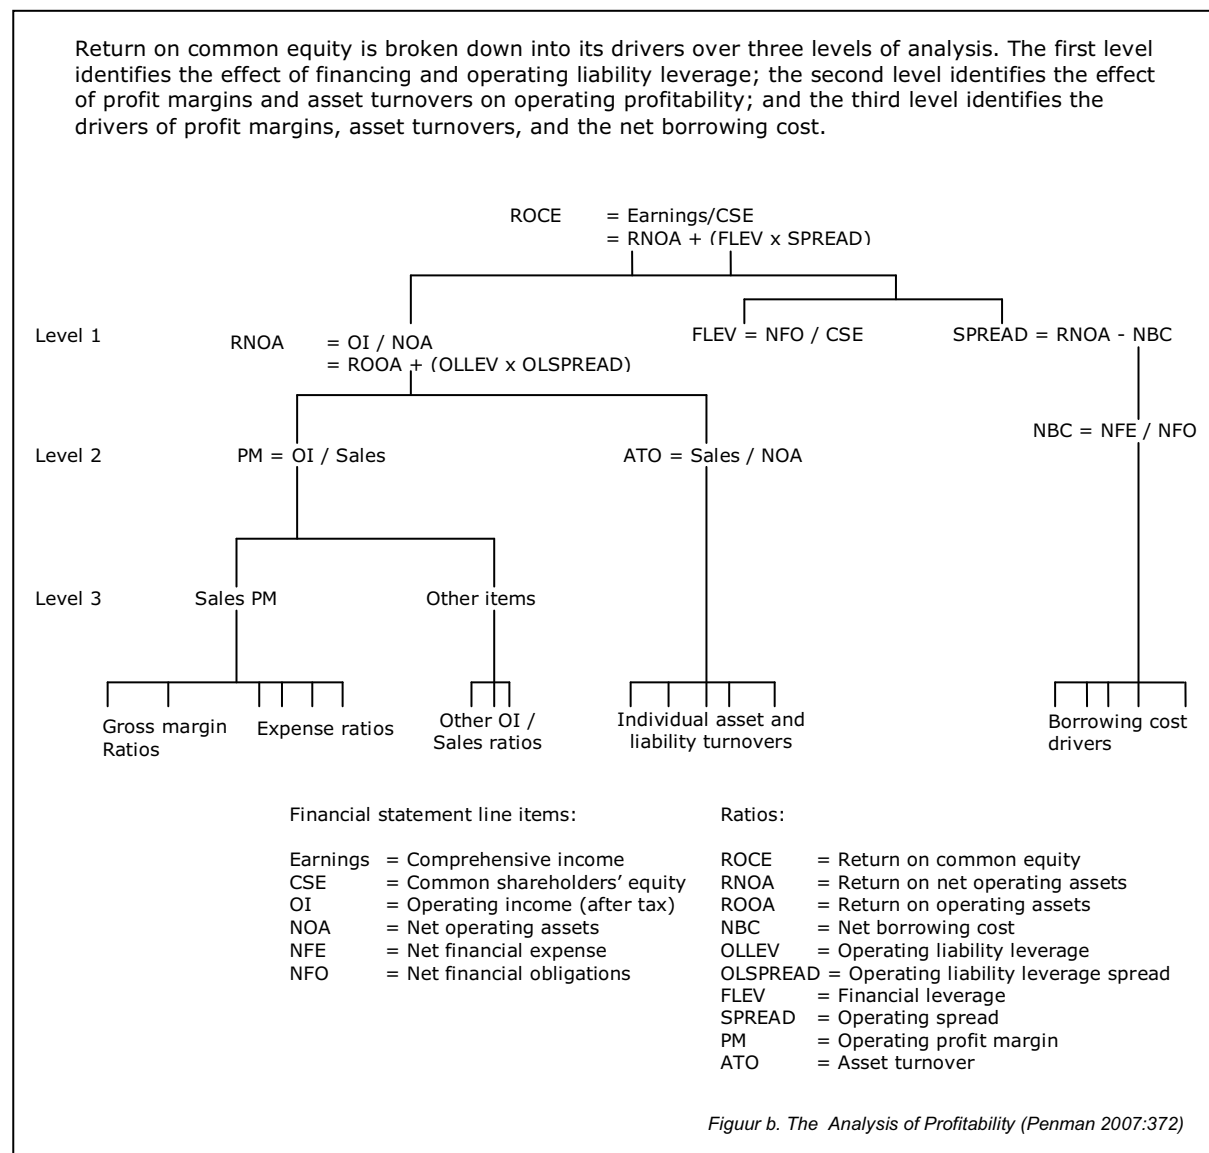 Return on common equity is broken down into its drivers over three levels of analysis. The first level
identifies the effect of financing and operating liability leverage; the second level identifies the effect
of profit margins and asset turnovers on operating profitability; and the third level identifies the
drivers of profit margins, asset turnovers, and the net borrowing cost.
ROCE = Earnings/CSE
= RNOA + (FLEV x SPREAD)
Level 1
RNOA = OI / NOA
= ROOA + (OLLEV x OLSPREAD)
FLEV = NFO / CSE
SPREAD = RNOA - NBC
NBC = NFE / NFO
Level 2
PM = OI / Sales
ATO = Sales / NOA
Level 3
Sales PM
Other items
Gross margin
Ratios
Expense ratios
Other OI /
Sales ratios
Individual asset and
liability turnovers
Borrowing cost
drivers
Financial statement line items:
Earnings = Comprehensive income
CSE = Common shareholders’ equity
OI = Operating income (after tax)
NOA = Net operating assets
NFE = Net financial expense
NFO = Net financial obligations
Ratios:
ROCE = Return on common equity
RNOA = Return on net operating assets
ROOA = Return on operating assets
NBC = Net borrowing cost
OLLEV = Operating liability leverage
OLSPREAD = Operating liability leverage spread
FLEV = Financial leverage
SPREAD = Operating spread
PM = Operating profit margin
ATO = Asset turnover
Figuur b. The Analysis of Profitability (Penman 2007:372)